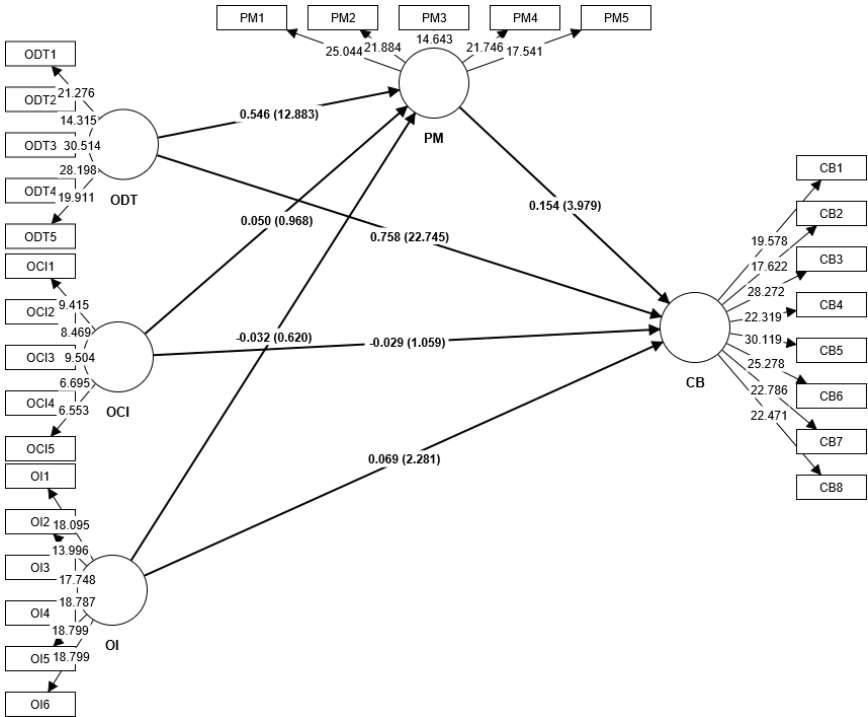 PM1
PM2
PM3
PM4
PM5
25.044
21.884
14.643
21.746
17.541
PM
ODT1
ODT2
ODT3
ODT4
ODT5
21.276
14.315
30.514
28.198
19.911
ODT
0.546 (12.883)
0.050 (0.968)
0.758 (22.745)
0.154 (3.979)
OCI1
OCI2
OCI3
OCI4
OCI5
9.415
8.469
9.504
6.695
6.553
OCI
-0.032 (0.620)
-0.029 (1.059)
0.069 (2.281)
OI1
OI2
OI3
OI4
OI5
OI6
18.095
13.996
17.748
18.787
18.799
18.799
OI
CB
19.578
17.622
28.272
22.319
30.119
25.278
22.786
22.471
CB1
CB2
CB3
CB4
CB5
CB6
CB7
CB8